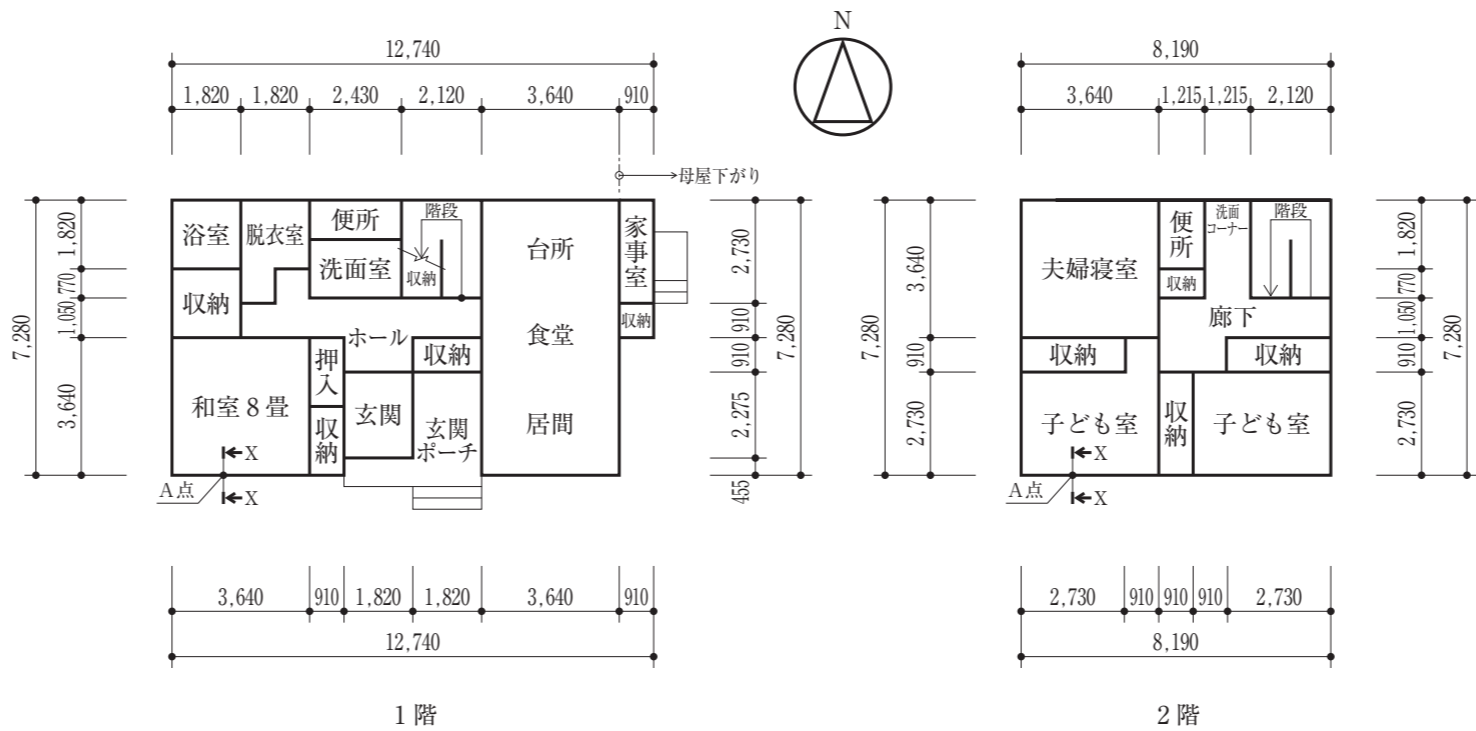 12,740
1,820 1,820 2,430 2,120 3,640 910
母屋下がり
7,280
1,820
770
1,050
3,640
浴室
脱衣室
便所
洗面室
階段
収納
台所
家事室
収納
収納
ホール
食堂
収納
押入
和室8畳
収納
玄関
玄関
ポーチ
居間
X
X
A点
2,730
910
910
2,275
455
7,280
3,640 910 1,820 1,820 3,640 910
12,740
1階
N
8,190
3,640 1,215 1,215 2,120
7,280
3,640
910
2,730
夫婦寝室
便所
洗面
コーナー
階段
収納
廊下
収納
収納
子ども室
収納
子ども室
X
X
A点
1,820
770
1,050
910
2,730
7,280
2,730 910 910 910 2,730
8,190
2階